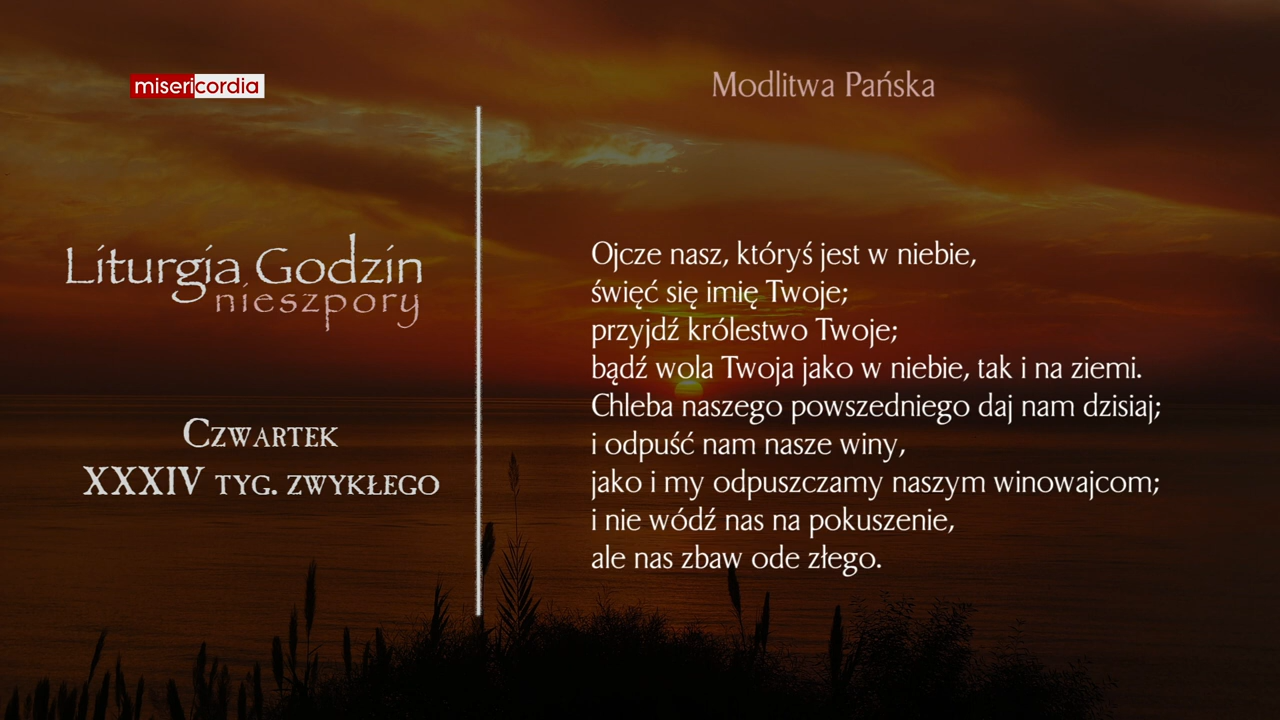 misericordia
Liturgia Godzin
nieszpory
Czwartek
XXXIV tyg. zwykłego
Modlitwa Pańska
Ojcze nasz, któryś jest w niebie,
święć się imię Twoje;
przyjdź królestwo Twoje;
bądź wola Twoja jako w niebie, tak i na ziemi.
Chleba naszego powszedniego daj nam dzisiaj;
i odpuść nam nasze winy,
jako i my odpuszczamy naszym winowajcom;
i nie wódź nas na pokuszenie,
ale nas zbaw ode złego.